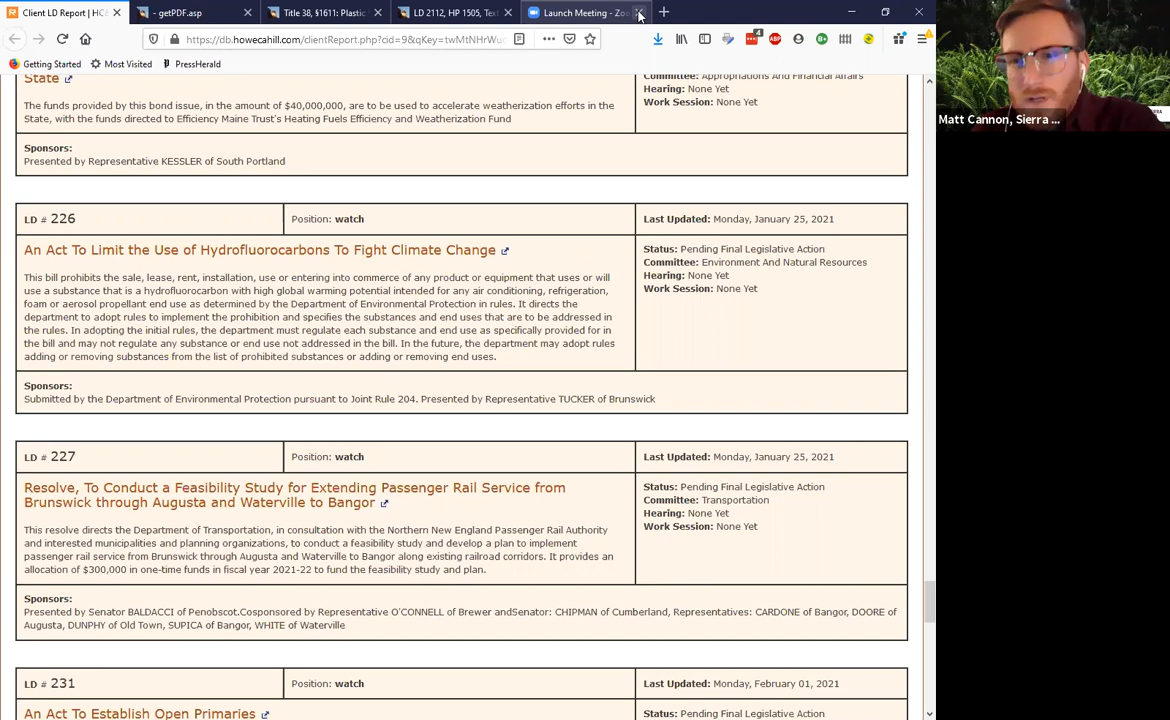 Client LD Report | HCE
- getPDF.asp
Title 38, §1611: Plastic
LD 2112, HP 1505, Text
Launch Meeting - Zoo
https://db.howecahill.com/clientReport.php?cid=9&qKey=twMtNHrWu
Getting Started
Most Visited
PressHerald
4
ABP
State
Committee: Appropriations And Financial Affairs
Hearing: None Yet
Work Session: None Yet
The funds provided by this bond issue, in the amount of $40,000,000, are to be used to accelerate weatherization efforts in the
State, with the funds directed to Efficiency Maine Trust's Heating Fuels Efficiency and Weatherization Fund
Sponsors:
Presented by Representative KESSLER of South Portland
LD # 226
Position: watch
Last Updated: Monday, January 25, 2021
An Act To Limit the Use of Hydrofluorocarbons To Fight Climate Change
This bill prohibits the sale, lease, rent, installation, use or entering into commerce of any product or equipment that uses or will
use a substance that is a hydrofluorocarbon with high global warming potential intended for any air conditioning, refrigeration,
foam or aerosol propellant end use as determined by the Department of Environmental Protection in rules. It directs the
department to adopt rules to implement the prohibition and specifies the substances and end uses that are to be addressed in
the rules. In adopting the initial rules, the department must regulate each substance and end use as specifically provided for in
the bill and may not regulate any substance or end use not addressed in the bill. In the future, the department may adopt rules
adding or removing substances from the list of prohibited substances or adding or removing end uses.
Status: Pending Final Legislative Action
Committee: Environment And Natural Resources
Hearing: None Yet
Work Session: None Yet
Sponsors:
Submitted by the Department of Environmental Protection pursuant to Joint Rule 204. Presented by Representative TUCKER of Brunswick
LD # 227
Position: watch
Last Updated: Monday, January 25, 2021
Resolve, To Conduct a Feasibility Study for Extending Passenger Rail Service from
Brunswick through Augusta and Waterville to Bangor
This resolve directs the Department of Transportation, in consultation with the Northern New England Passenger Rail Authority
and interested municipalities and planning organizations, to conduct a feasibility study and develop a plan to implement
passenger rail service from Brunswick through Augusta and Waterville to Bangor along existing railroad corridors. It provides an
allocation of $300,000 in one-time funds in fiscal year 2021-22 to fund the feasibility study and plan.
Status: Pending Final Legislative Action
Committee: Transportation
Hearing: None Yet
Work Session: None Yet
Sponsors:
Presented by Senator BALDACCI of Penobscot.Cosponsored by Representative O'CONNELL of Brewer andSenator: CHIPMAN of Cumberland, Representatives: CARDONE of Bangor, DOORE of
Augusta, DUNPHY of Old Town, SUPICA of Bangor, WHITE of Waterville
LD # 231
Position: watch
Last Updated: Monday, February 01, 2021
An Act To Establish Open Primaries
Status: Pending Final Legislative Action
Matt Cannon, Sierra ...